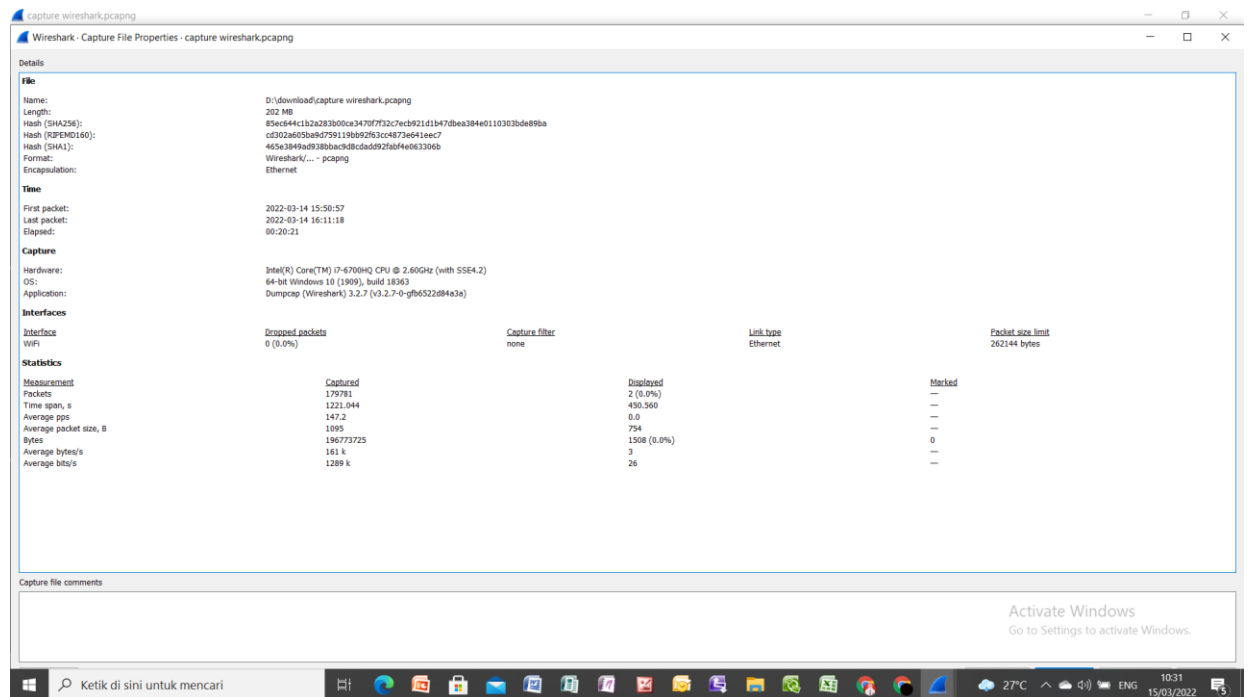 capture wireshark.pcapng
Wireshark · Capture File Properties · capture wireshark.pcapng
Details
File
Name: D:\download\capture wireshark.pcapng
Length: 202 MB
Hash (SHA256): 85ec644c1b2a283b00ce3470f7f32c7ecb921d1b47dbea384e0110303bde89ba
Hash (RIPEMD160): cd302a605ba9d759119bb92f63cc4873e641eec7
Hash (SHA1): 465e3849ad938bbac9d8cdadd92fabf4e063306b
Format: Wireshark/... - pcapng
Encapsulation: Ethernet
Time
First packet: 2022-03-14 15:50:57
Last packet: 2022-03-14 16:11:18
Elapsed: 00:20:21
Capture
Hardware: Intel(R) Core(TM) i7-6700HQ CPU @ 2.60GHz (with SSE4.2)
OS: 64-bit Windows 10 (1909), build 18363
Application: Dumpcap (Wireshark) 3.2.7 (v3.2.7-0-gfb6522d84a3a)
Interfaces
Interface Dropped packets Capture filter Link type Packet size limit
WiFi 0 (0.0%) none Ethernet 262144 bytes
Statistics
Measurement Captured Displayed Marked
Packets 179781 2 (0.0%) —
Time span, s 1221.044 450.560 —
Average pps 147.2 0.0 —
Average packet size, B 1095 754 —
Bytes 196773725 1508 (0.0%) 0
Average bytes/s 161 k 3 —
Average bits/s 1289 k 26 —
Capture file comments
Activate Windows
Go to Settings to activate Windows.
Ketik di sini untuk mencari
27°C ENG 10:31
15/03/2022
5